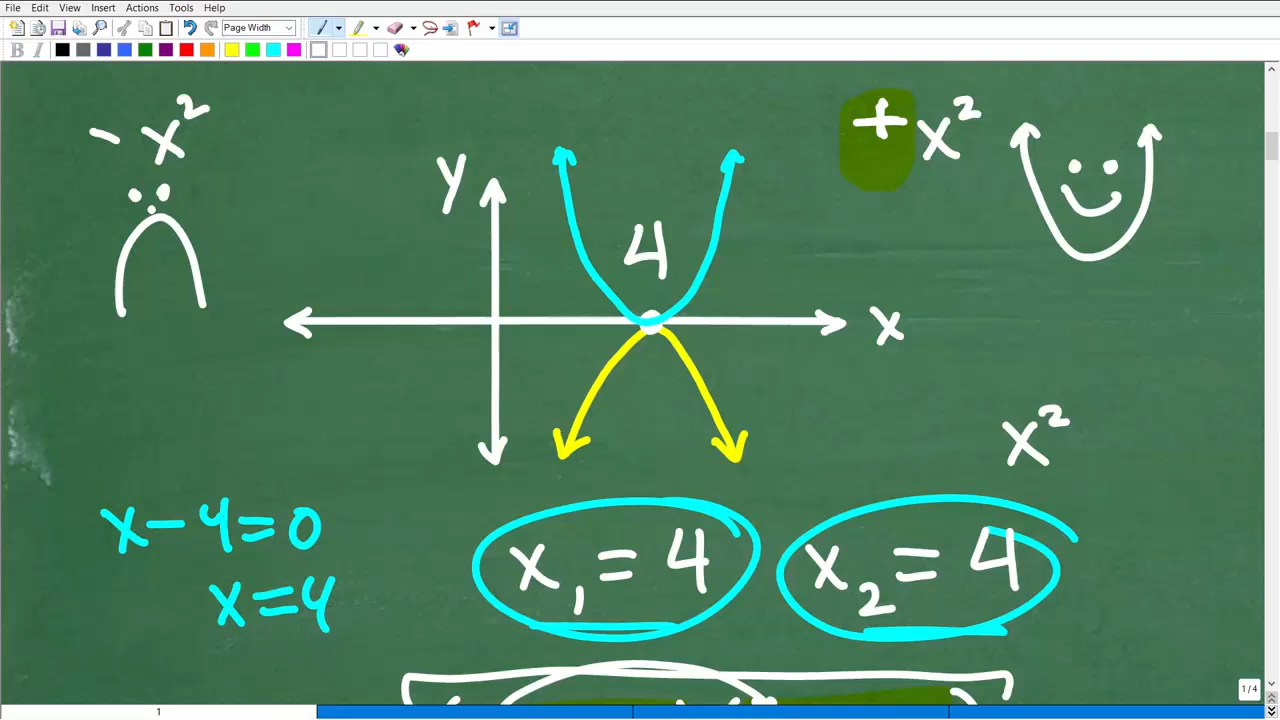 File Edit View Insert Actions Tools Help
Page Width
B I
- x²
+ x²
y
4
x
x²
x - 4 = 0
x = 4
x₁ = 4
x₂ = 4
1/4
1